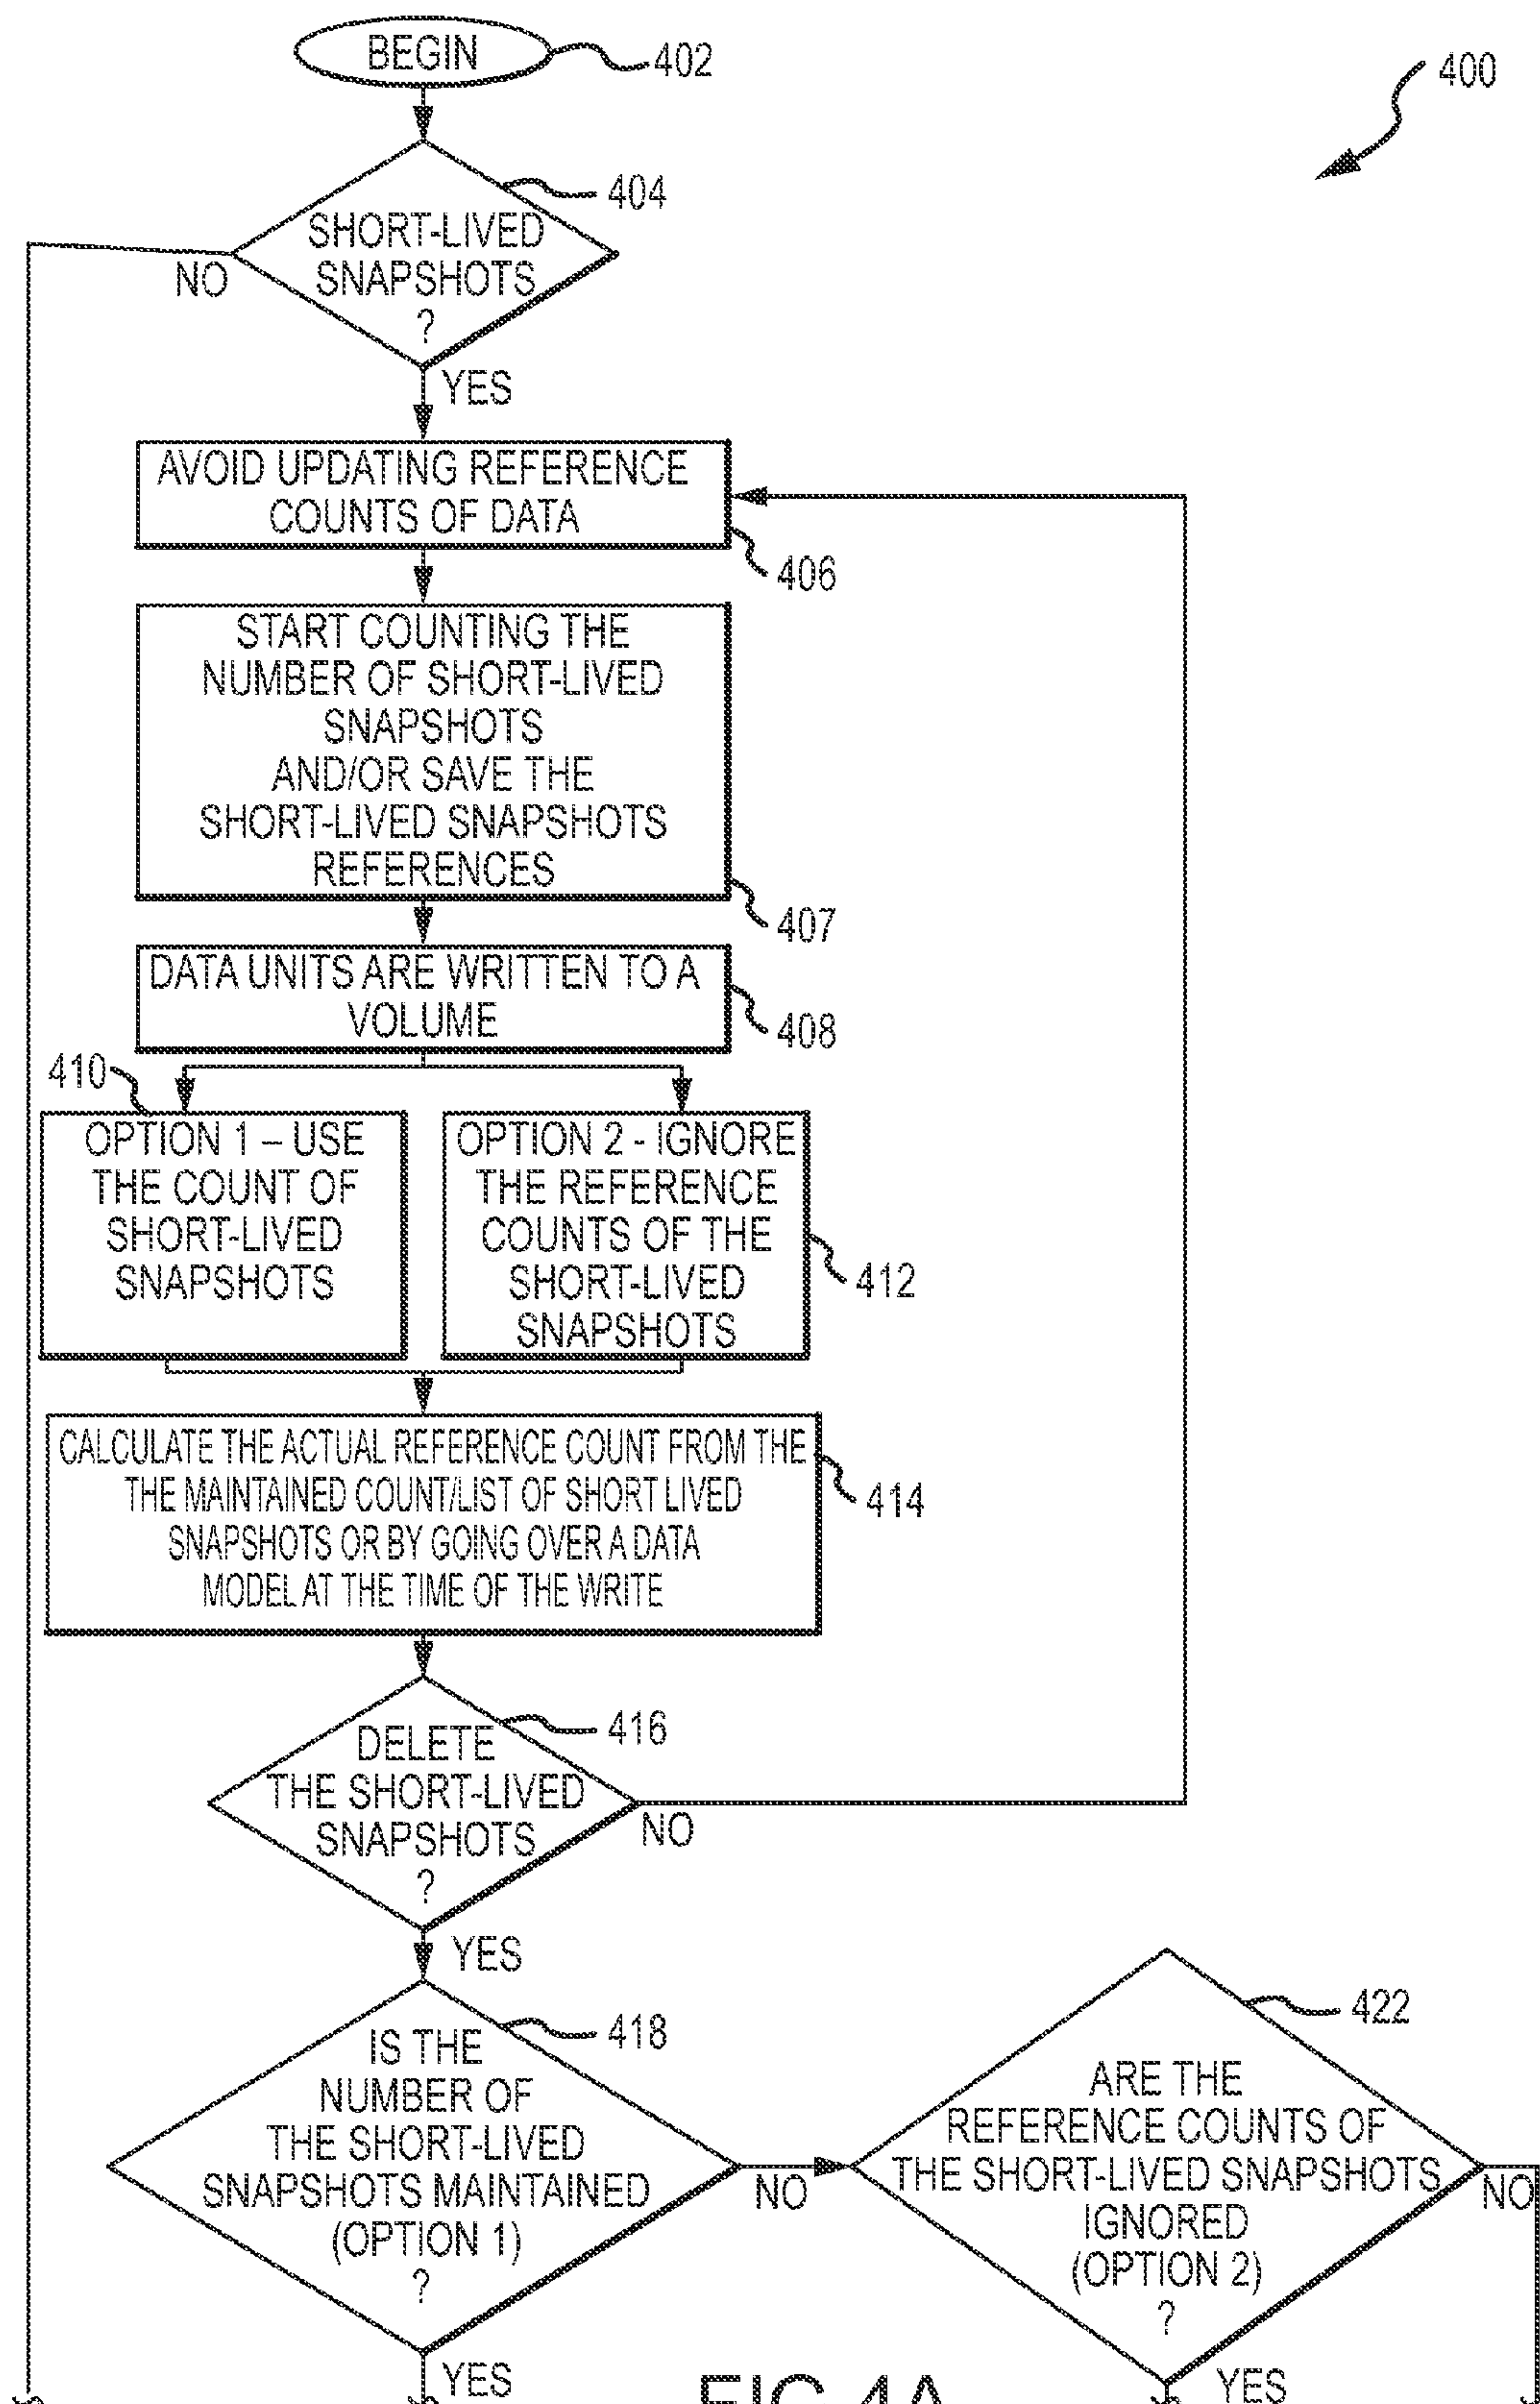 BEGIN
402
400
404
SHORT-LIVED
SNAPSHOTS
?
NO
YES
AVOID UPDATING REFERENCE
COUNTS OF DATA
406
START COUNTING THE
NUMBER OF SHORT-LIVED
SNAPSHOTS
AND/OR SAVE THE
SHORT-LIVED SNAPSHOTS
REFERENCES
407
DATA UNITS ARE WRITTEN TO A
VOLUME
408
410
OPTION 1 – USE
THE COUNT OF
SHORT-LIVED
SNAPSHOTS
OPTION 2 - IGNORE
THE REFERENCE
COUNTS OF THE
SHORT-LIVED
SNAPSHOTS
412
CALCULATE THE ACTUAL REFERENCE COUNT FROM THE
THE MAINTAINED COUNT/LIST OF SHORT LIVED
SNAPSHOTS OR BY GOING OVER A DATA
MODEL AT THE TIME OF THE WRITE
414
416
DELETE
THE SHORT-LIVED
SNAPSHOTS
?
NO
YES
418
IS THE
NUMBER OF
THE SHORT-LIVED
SNAPSHOTS MAINTAINED
(OPTION 1)
?
NO
YES
422
ARE THE
REFERENCE COUNTS OF
THE SHORT-LIVED SNAPSHOTS
IGNORED
(OPTION 2)
?
NO
YES
FIG.4A